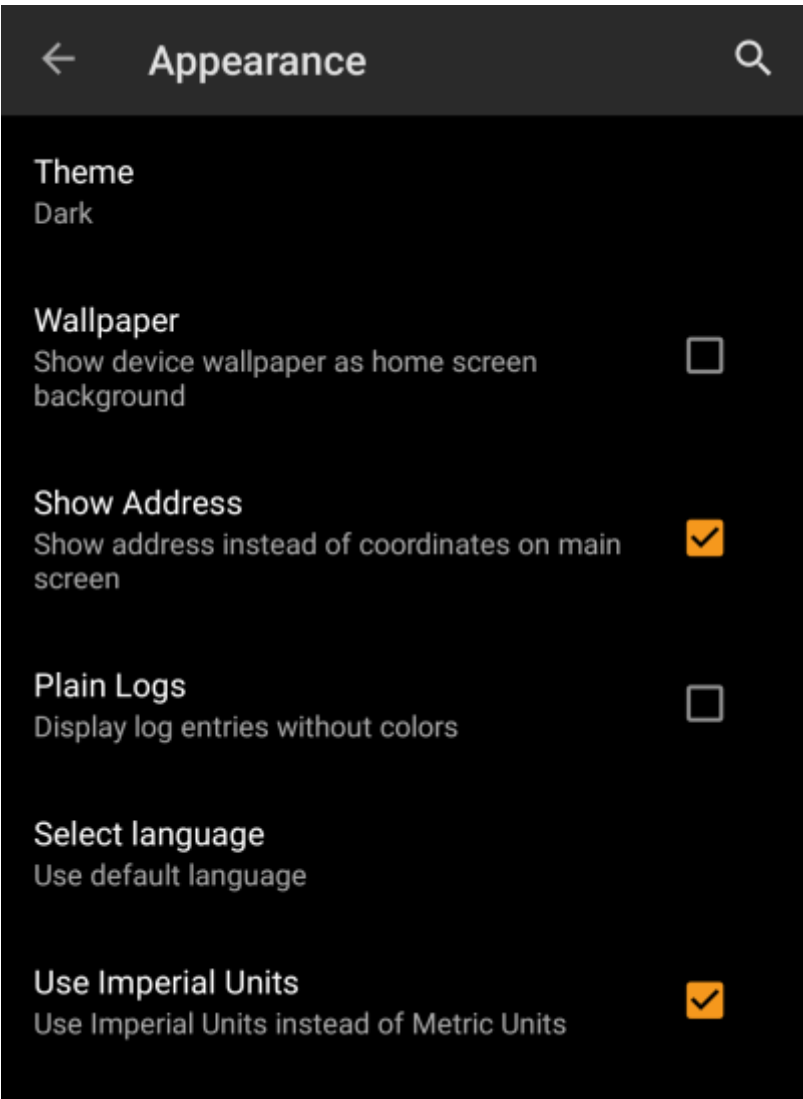 Appearance
Theme
Dark
Wallpaper
Show device wallpaper as home screen
background
Show Address
Show address instead of coordinates on main
screen
Plain Logs
Display log entries without colors
Select language
Use default language
Use Imperial Units
Use Imperial Units instead of Metric Units